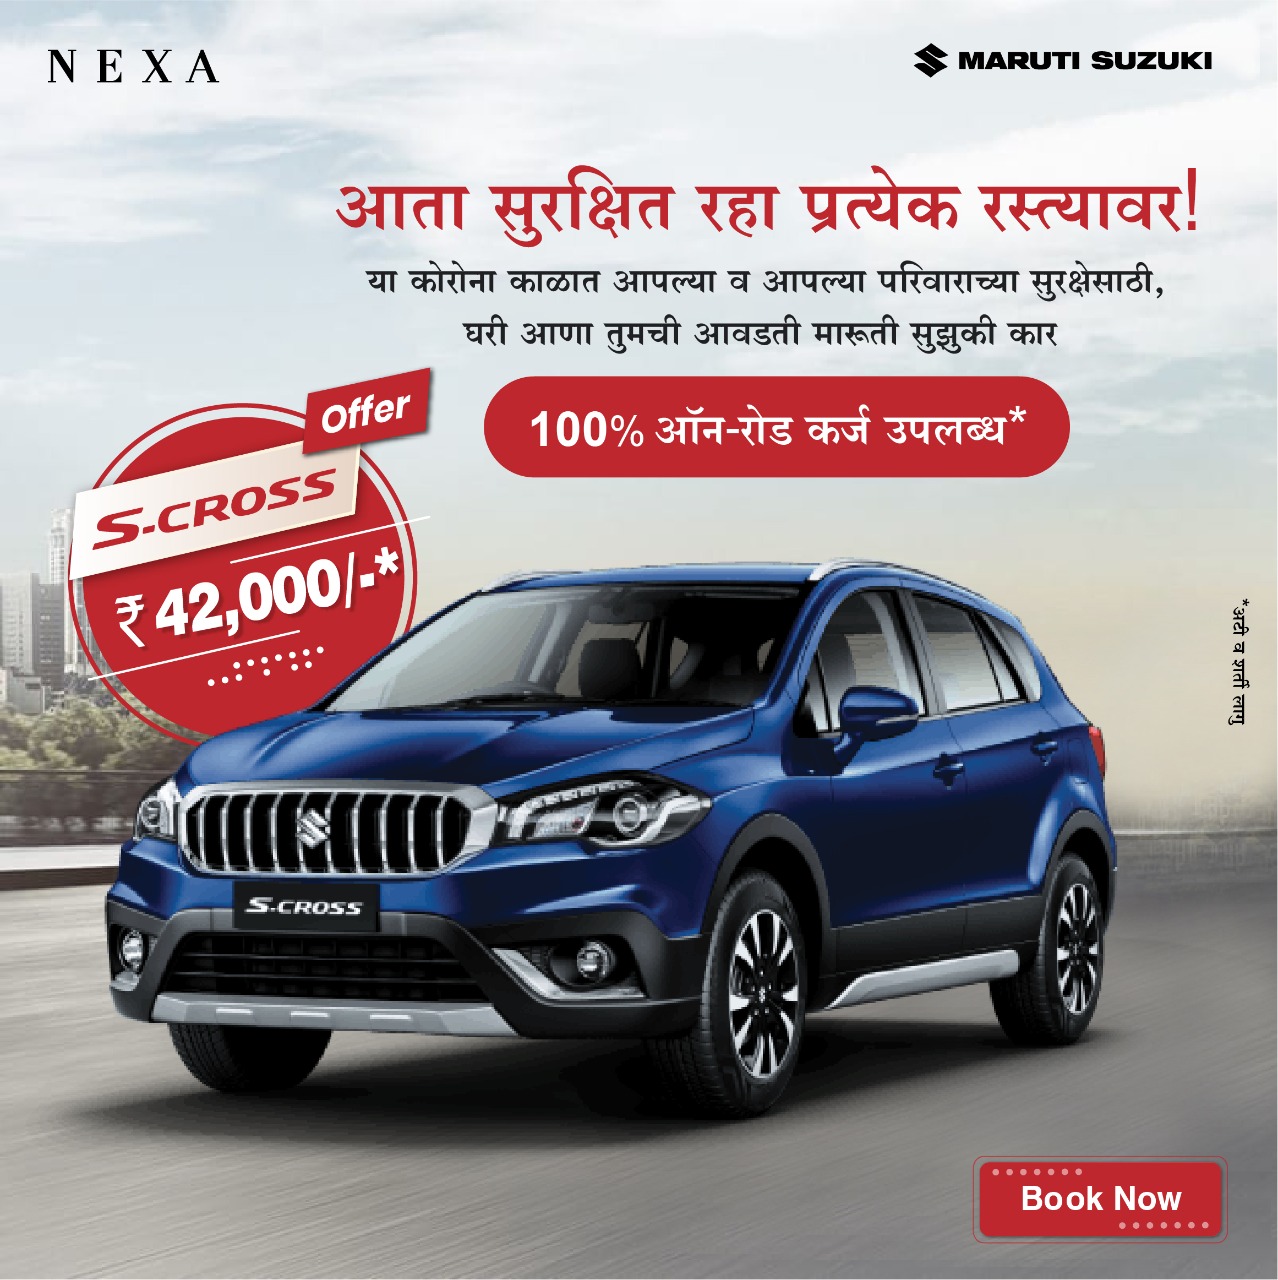 NEXA
MARUTI SUZUKI
आता सुरक्षित रहा प्रत्येक रस्त्यावर!
या कोरोना काळात आपल्या व आपल्या परिवाराच्या सुरक्षेसाठी,
घरी आणा तुमची आवडती मारूती सुझुकी कार
100% ऑन-रोड कर्ज उपलब्ध*
Offer
S-CROSS
₹ 42,000/-*
*अटी व शर्ती लागु
S-CROSS
Book Now